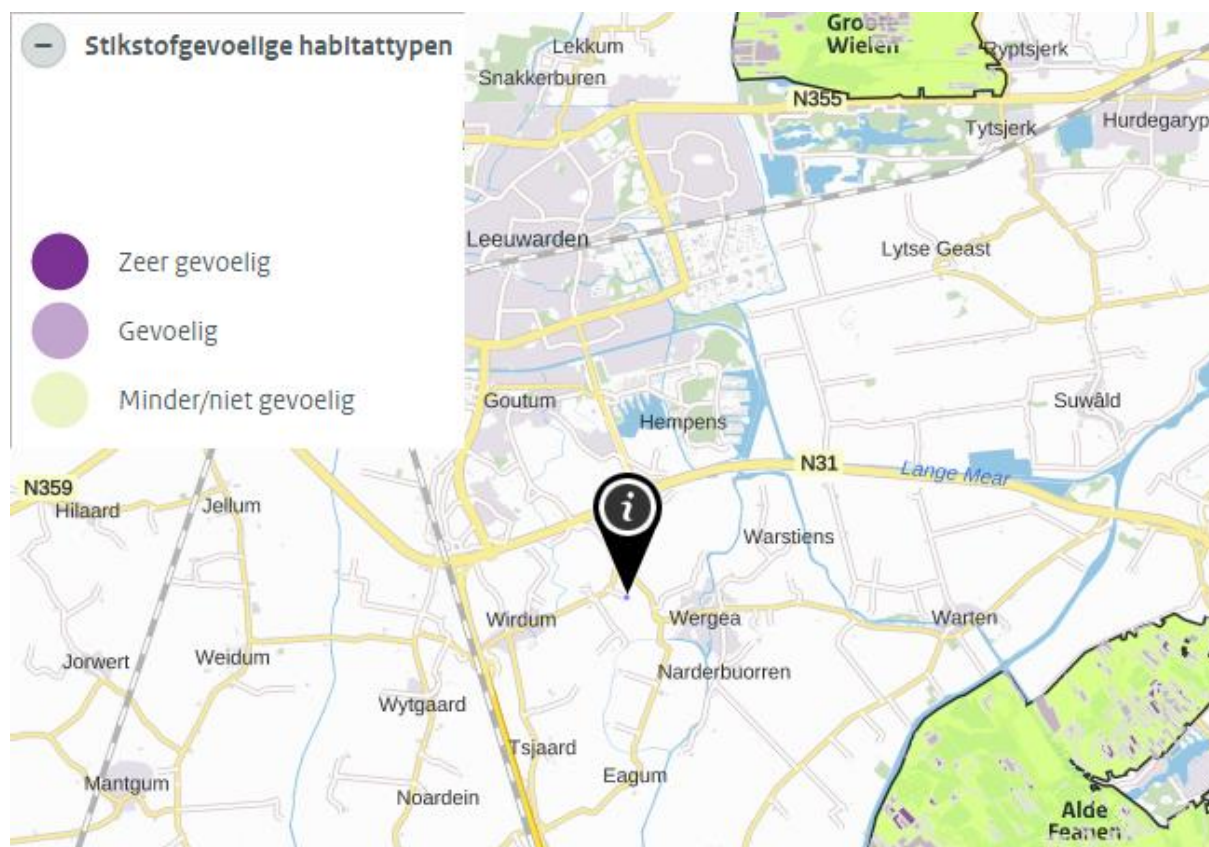 Stikstofgevoelige habitattypen
Zeer gevoelig
Gevoelig
Minder/niet gevoelig
Groote
Wielen
Lekkum
Ryptsjerk
Snakkerburen
N355
Tytsjerk
Hurdegaryp
Leeuwarden
Lytse Geast
Goutum
Hempens
Suwâld
N31
Lange Mear
N359
Hilaard
Jellum
i
Warstiens
Wirdum
Wergea
Warten
Jorwert
Weidum
Narderbuorren
Wytgaard
Tsjaard
Eagum
Mantgum
Noardein
Alde
Feanen